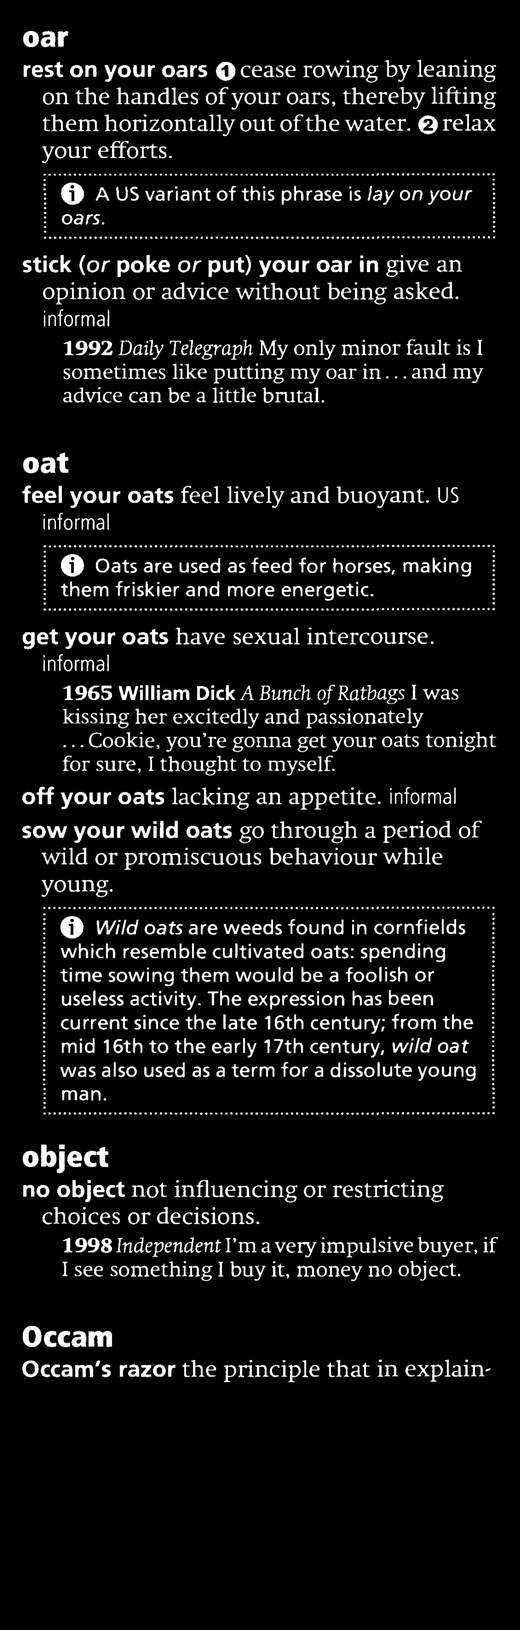 oar
rest on your oars ❶ cease rowing by leaning
on the handles of your oars, thereby lifting
them horizontally out of the water. ❷ relax
your efforts.
ⓘ A US variant of this phrase is lay on your
oars.
stick (or poke or put) your oar in give an
opinion or advice without being asked.
informal
1992 Daily Telegraph My only minor fault is I
sometimes like putting my oar in... and my
advice can be a little brutal.
oat
feel your oats feel lively and buoyant. US
informal
ⓘ Oats are used as feed for horses, making
them friskier and more energetic.
get your oats have sexual intercourse.
informal
1965 William Dick A Bunch of Ratbags I was
kissing her excitedly and passionately
...Cookie, you're gonna get your oats tonight
for sure, I thought to myself.
off your oats lacking an appetite. informal
sow your wild oats go through a period of
wild or promiscuous behaviour while
young.
ⓘ Wild oats are weeds found in cornfields
which resemble cultivated oats: spending
time sowing them would be a foolish or
useless activity. The expression has been
current since the late 16th century; from the
mid 16th to the early 17th century, wild oat
was also used as a term for a dissolute young
man.
object
no object not influencing or restricting
choices or decisions.
1998 Independent I'm a very impulsive buyer, if
I see something I buy it, money no object.
Occam
Occam's razor the principle that in explain-